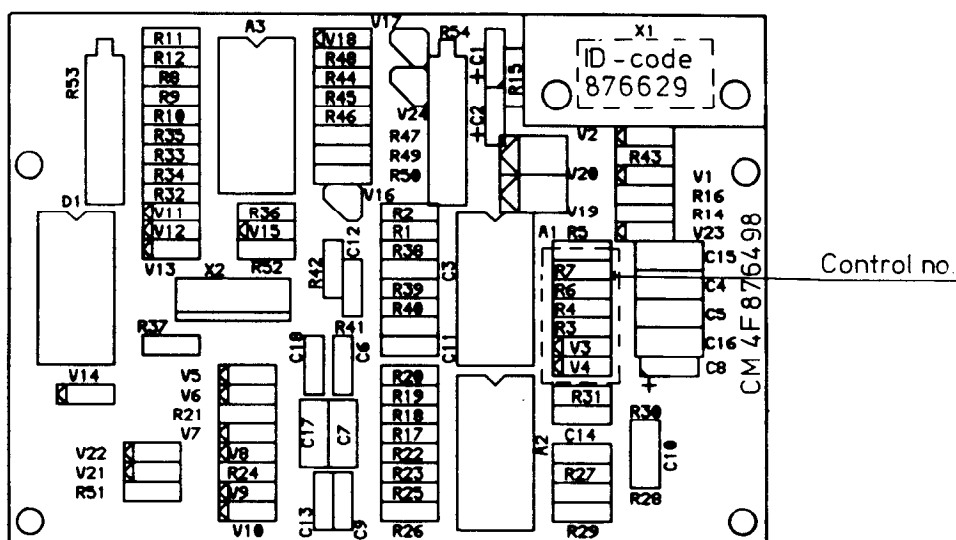 V17
R54
X1
R11
A3
V18
C1
ID-code
R12
R48
R15
876629
R53
R8
R44
R9
R45
V24
C2
R10
R46
V2
R35
R47
R33
R49
R43
R34
R50
V20
V1
R32
V16
R16
D1
V11
R36
R2
V19
R14
V12
V15
R1
A1
V23
C12
R38
R5
C15
V13
X2
R52
R42
C3
R7
Control no.
R39
R6
C4
R40
R4
C5
R37
R41
R3
C18
C6
C11
V3
C16
V14
V5
R20
V4
C8
V6
R19
R31
CM 4F876498
R21
R18
R30
V7
C17
C7
R17
C14
V22
V8
R22
A2
C10
V21
R24
R23
R27
R51
V9
R25
R28
V10
C13
C9
R26
R29